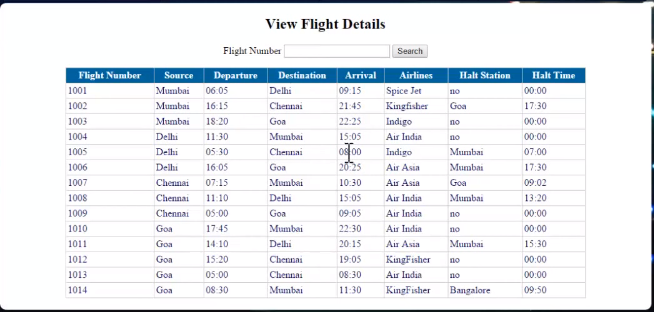 View Flight Details
Flight Number Search
Flight Number Source Departure Destination Arrival Airlines Halt Station Halt Time
1001 Mumbai 06:05 Delhi 09:15 Spice Jet no 00:00
1002 Mumbai 16:15 Chennai 21:45 Kingfisher Goa 17:30
1003 Mumbai 18:20 Goa 22:25 Indigo no 00:00
1004 Delhi 11:30 Mumbai 15:05 Air India no 00:00
1005 Delhi 05:30 Chennai 08:00 Indigo Mumbai 07:00
1006 Delhi 16:05 Goa 20:25 Air Asia Mumbai 17:30
1007 Chennai 07:15 Mumbai 10:30 Air Asia Goa 09:02
1008 Chennai 11:10 Delhi 15:05 Air India Mumbai 13:20
1009 Chennai 05:00 Goa 09:05 Air India no 00:00
1010 Goa 17:45 Mumbai 22:30 Air India no 00:00
1011 Goa 14:10 Delhi 20:15 Air Asia Mumbai 15:30
1012 Goa 15:20 Chennai 19:05 KingFisher no 00:00
1013 Goa 05:00 Chennai 08:30 Air India no 00:00
1014 Goa 08:30 Mumbai 11:30 KingFisher Bangalore 09:50